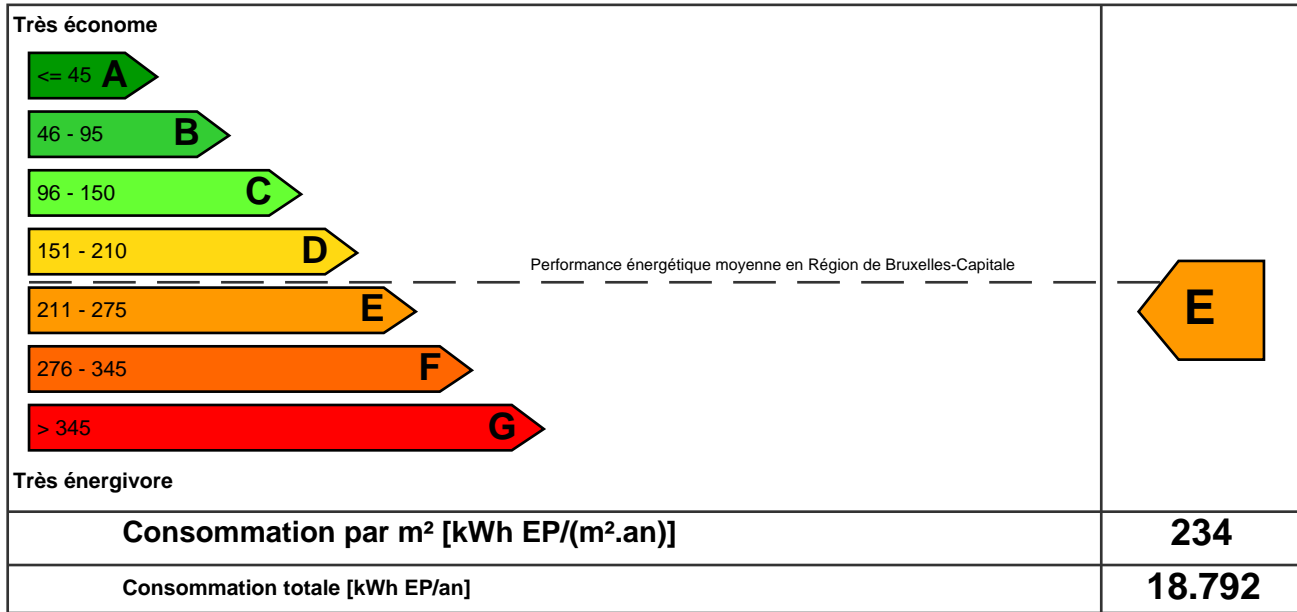 Très économe
<= 45 A
46 - 95 B
96 - 150 C
151 - 210 D
Performance énergétique moyenne en Région de Bruxelles-Capitale
211 - 275 E
E
276 - 345 F
> 345 G
Très énergivore
Consommation par m² [kWh EP/(m².an)] 234
Consommation totale [kWh EP/an] 18.792